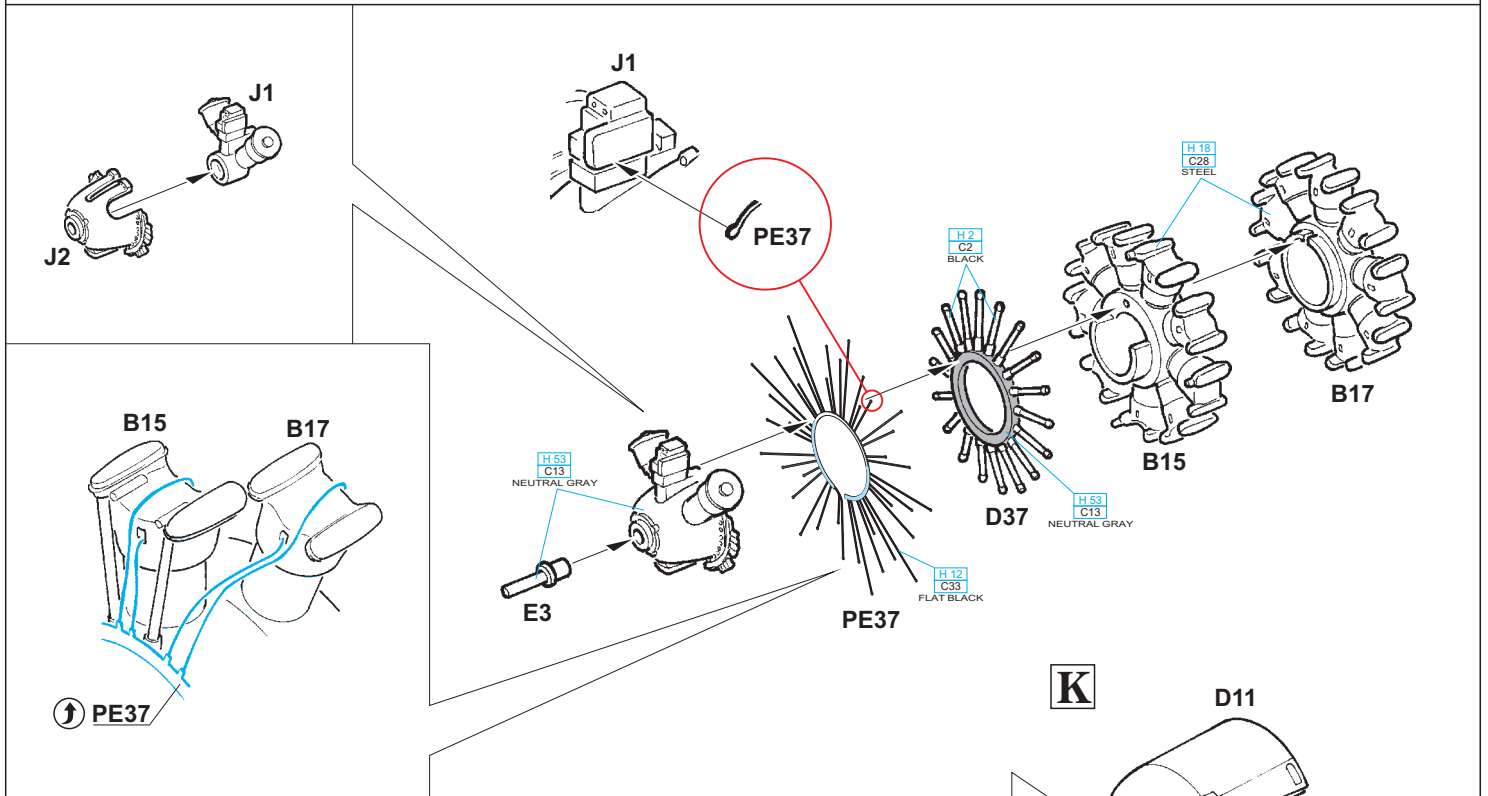 J1
J2
J1
PE37
H 18
C28
STEEL
H 2
C2
BLACK
B17
B15
H 53
C13
NEUTRAL GRAY
D37
H 53
C13
NEUTRAL GRAY
E3
H 12
C33
FLAT BLACK
PE37
B15
B17
PE37
K
D11